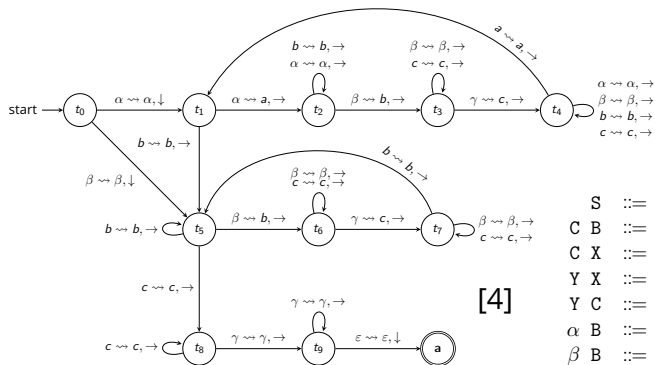 a ⇝ a, →
b ⇝ b, →
α ⇝ α, →
β ⇝ β, →
c ⇝ c, →
α ⇝ α, →
β ⇝ β, →
b ⇝ b, →
c ⇝ c, →
start
t0
α ⇝ α, ↓
t1
α ⇝ a, →
t2
β ⇝ b, →
t3
γ ⇝ c, →
t4
b ⇝ b, →
b ⇝ b, →
β ⇝ β, ↓
β ⇝ β, →
c ⇝ c, →
β ⇝ β, →
c ⇝ c, →
b ⇝ b, →
t5
β ⇝ b, →
t6
γ ⇝ c, →
t7
S ::=
C B ::=
C X ::=
Y X ::=
Y C ::=
α B ::=
β B ::=
c ⇝ c, →
[4]
γ ⇝ γ, →
c ⇝ c, →
t8
γ ⇝ γ, →
t9
ε ⇝ ε, ↓
a